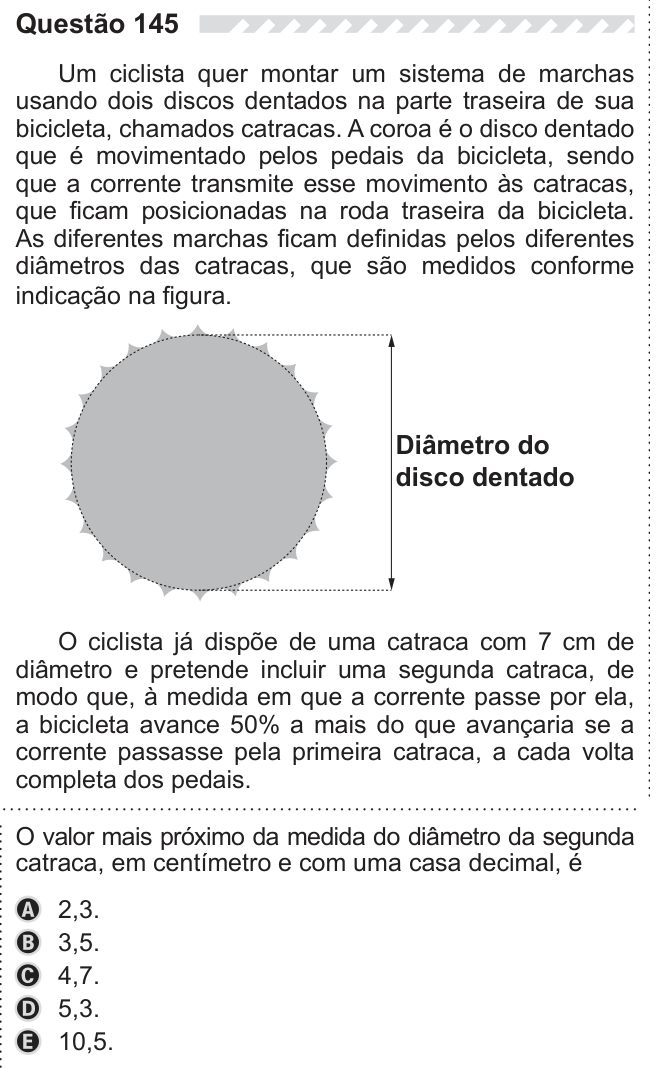 Questão 145
Um ciclista quer montar um sistema de marchas
usando dois discos dentados na parte traseira de sua
bicicleta, chamados catracas. A coroa é o disco dentado
que é movimentado pelos pedais da bicicleta, sendo
que a corrente transmite esse movimento às catracas,
que ficam posicionadas na roda traseira da bicicleta.
As diferentes marchas ficam definidas pelos diferentes
diâmetros das catracas, que são medidos conforme
indicação na figura.
Diâmetro do
disco dentado
O ciclista já dispõe de uma catraca com 7 cm de
diâmetro e pretende incluir uma segunda catraca, de
modo que, à medida em que a corrente passe por ela,
a bicicleta avance 50% a mais do que avançaria se a
corrente passasse pela primeira catraca, a cada volta
completa dos pedais.
O valor mais próximo da medida do diâmetro da segunda
catraca, em centímetro e com uma casa decimal, é
A 2,3.
B 3,5.
C 4,7.
D 5,3.
E 10,5.